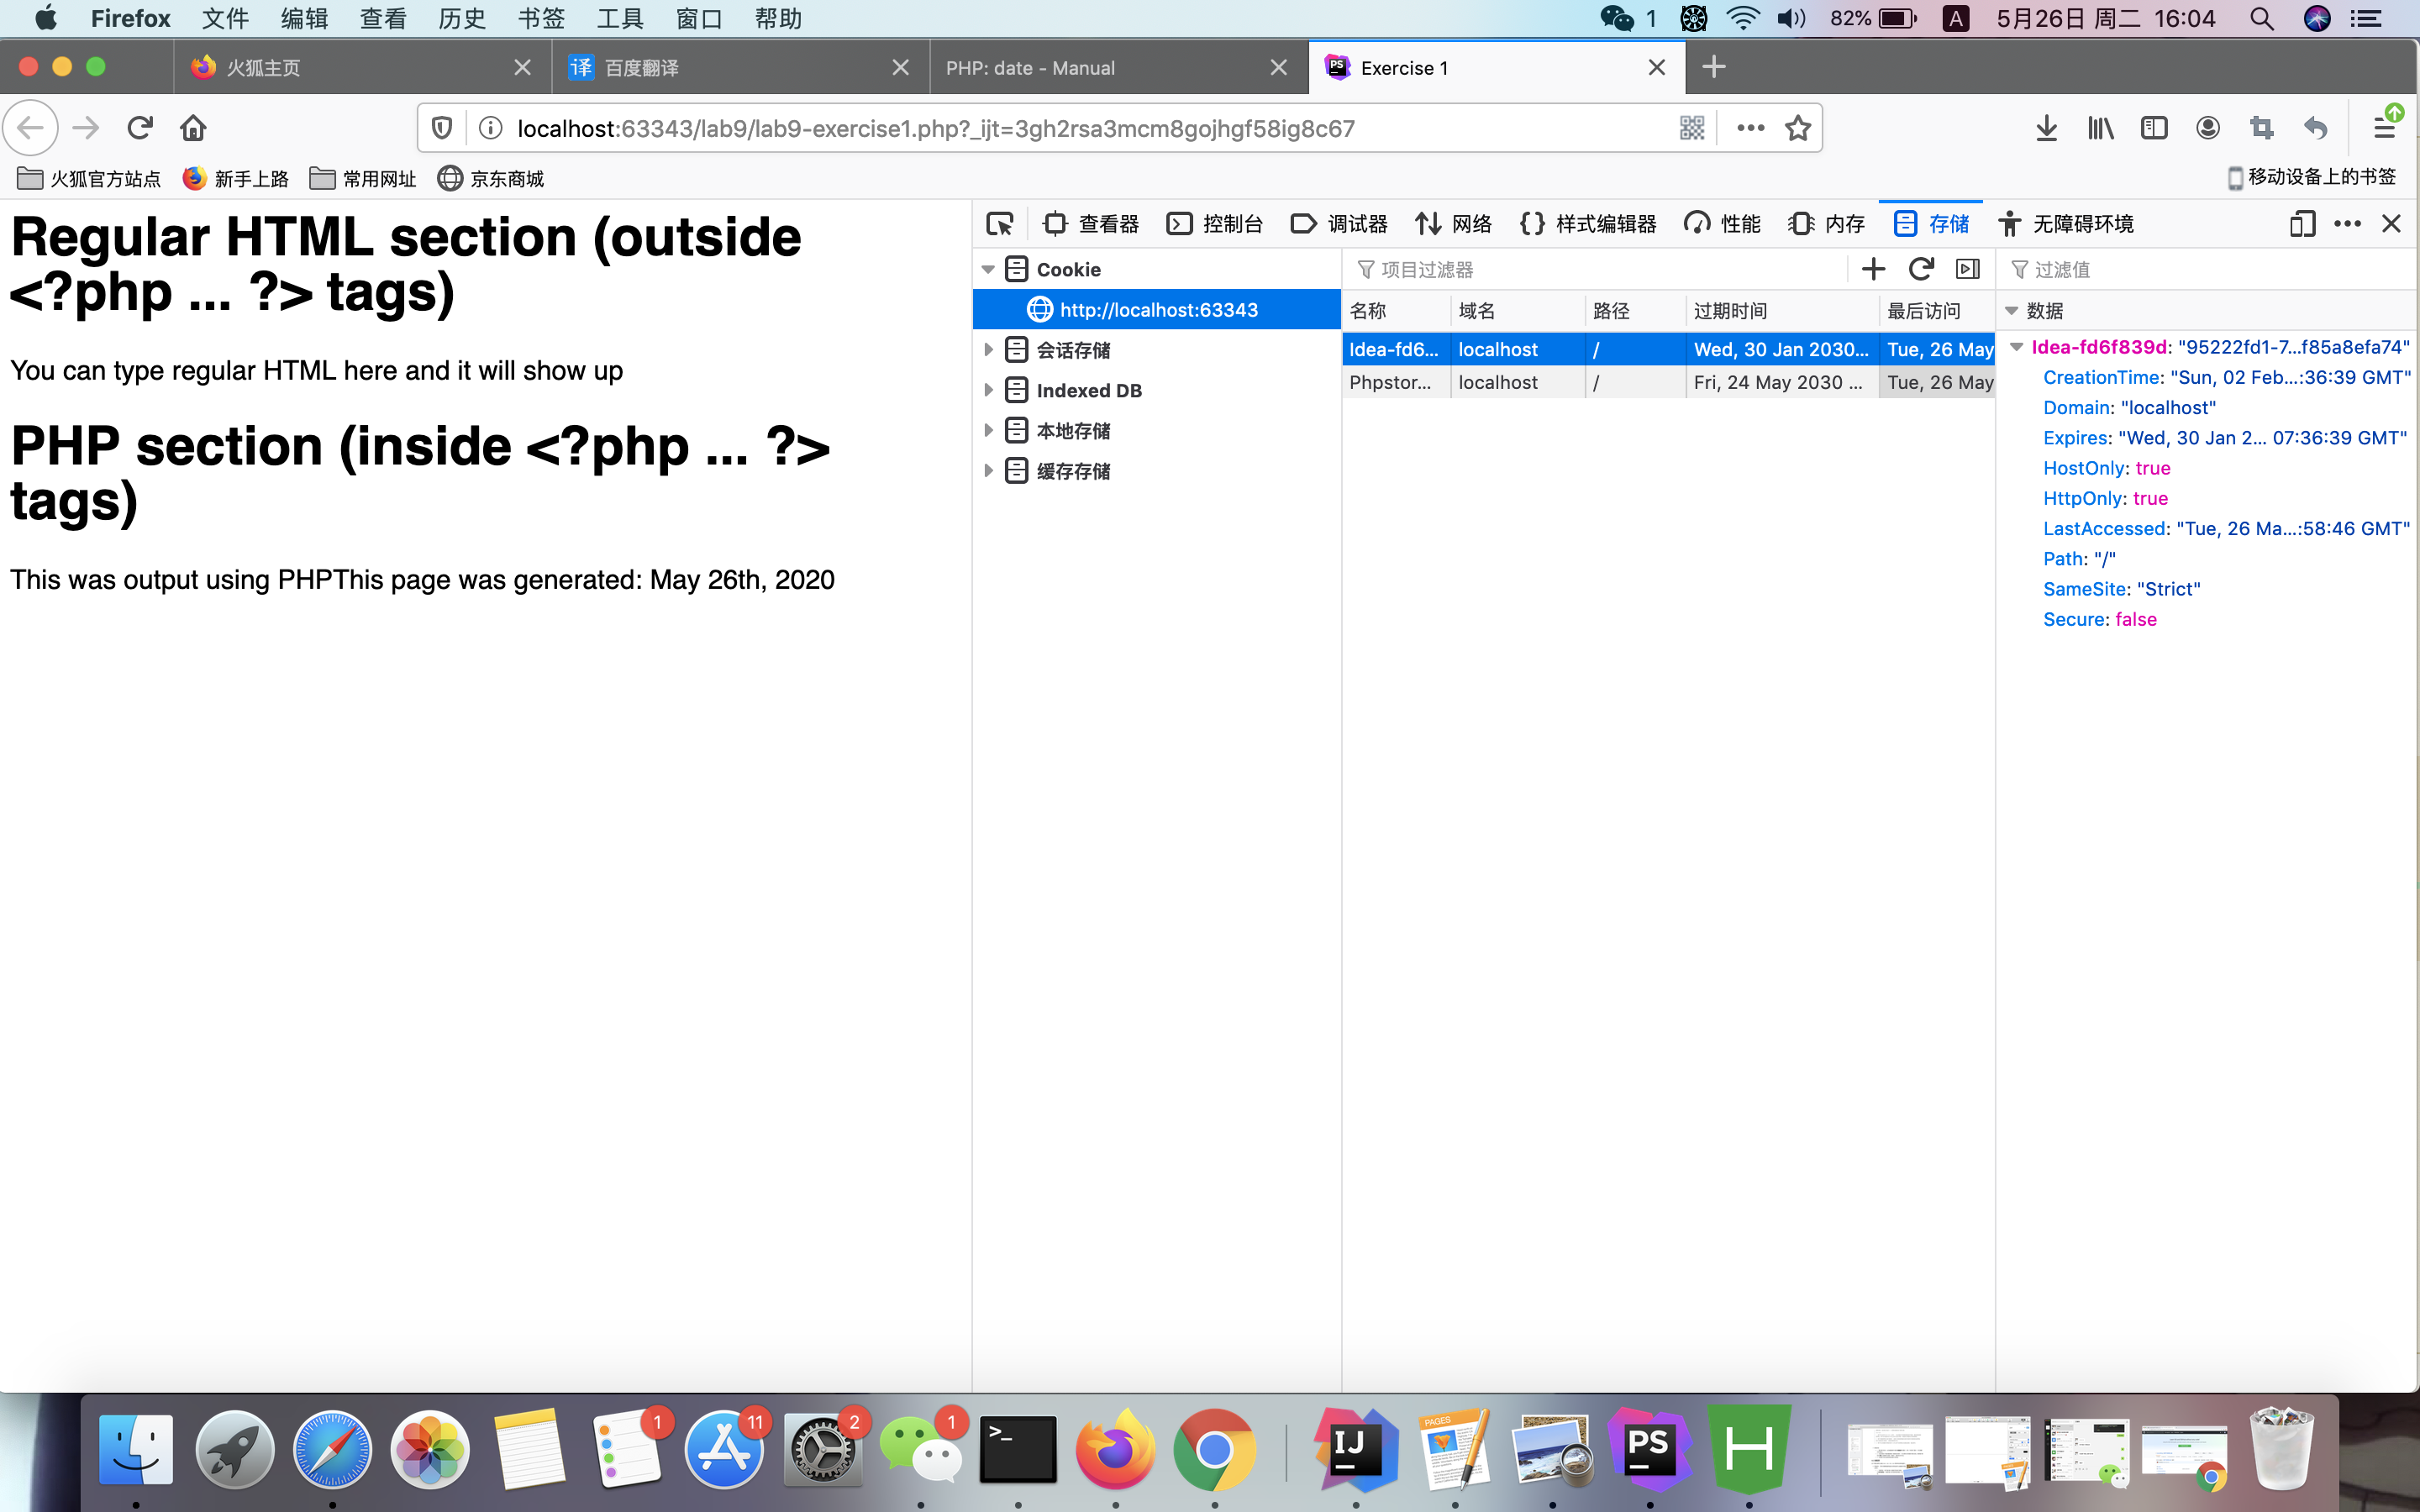 Firefox 文件 编辑 查看 历史 书签 工具 窗口 帮助 1 82% A 5月26日 周二 16:04
火狐主页 译 百度翻译 PHP: date - Manual PS Exercise 1
localhost:63343/lab9/lab9-exercise1.php?_ijt=3gh2rsa3mcm8gojhgf58ig8c67
火狐官方站点 新手上路 常用网址 京东商城 移动设备上的书签
Regular HTML section (outside
<?php ... ?> tags)
You can type regular HTML here and it will show up
PHP section (inside <?php ... ?>
tags)
This was output using PHPThis page was generated: May 26th, 2020
查看器 控制台 调试器 网络 样式编辑器 性能 内存 存储 无障碍环境
Cookie
http://localhost:63343
会话存储
Indexed DB
本地存储
缓存存储
项目过滤器
名称 域名 路径 过期时间 最后访问
Idea-fd6... localhost / Wed, 30 Jan 2030... Tue, 26 May
Phpstor... localhost / Fri, 24 May 2030 ... Tue, 26 May
过滤值
数据
Idea-fd6f839d: "95222fd1-7...f85a8efa74"
CreationTime: "Sun, 02 Feb...:36:39 GMT"
Domain: "localhost"
Expires: "Wed, 30 Jan 2... 07:36:39 GMT"
HostOnly: true
HttpOnly: true
LastAccessed: "Tue, 26 Ma...:58:46 GMT"
Path: "/"
SameSite: "Strict"
Secure: false
1 11 2 1 >_ IJ PAGES PS H